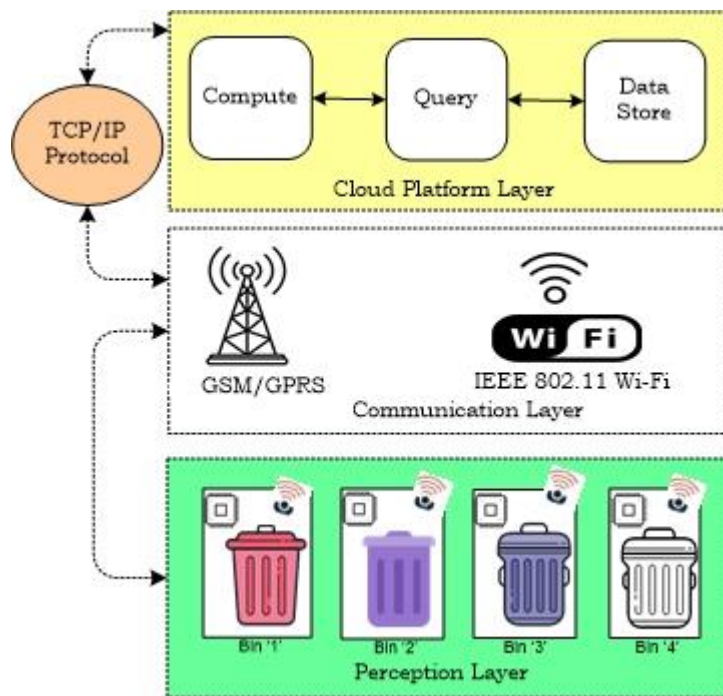 Compute
Query
Data
Store
TCP/IP
Protocol
Cloud Platform Layer
GSM/GPRS
Wi Fi
IEEE 802.11 Wi-Fi
Communication Layer
Bin '1'
Bin '2'
Bin '3'
Bin '4'
Perception Layer